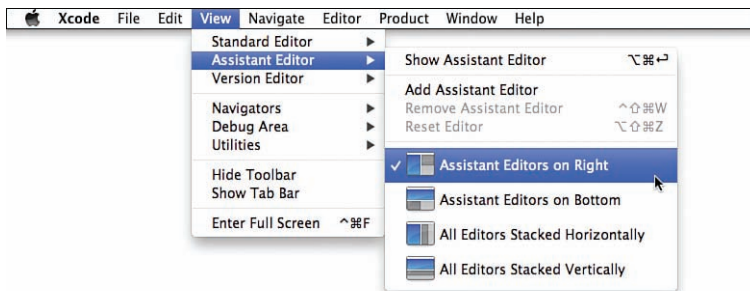 Xcode File Edit View Navigate Editor Product Window Help
Standard Editor
Assistant Editor
Version Editor
Navigators
Debug Area
Utilities
Hide Toolbar
Show Tab Bar
Enter Full Screen ^⌘F
Show Assistant Editor ⌥⌘↩
Add Assistant Editor
Remove Assistant Editor ^⇧⌘W
Reset Editor ⌥⇧⌘Z
✓ Assistant Editors on Right
Assistant Editors on Bottom
All Editors Stacked Horizontally
All Editors Stacked Vertically